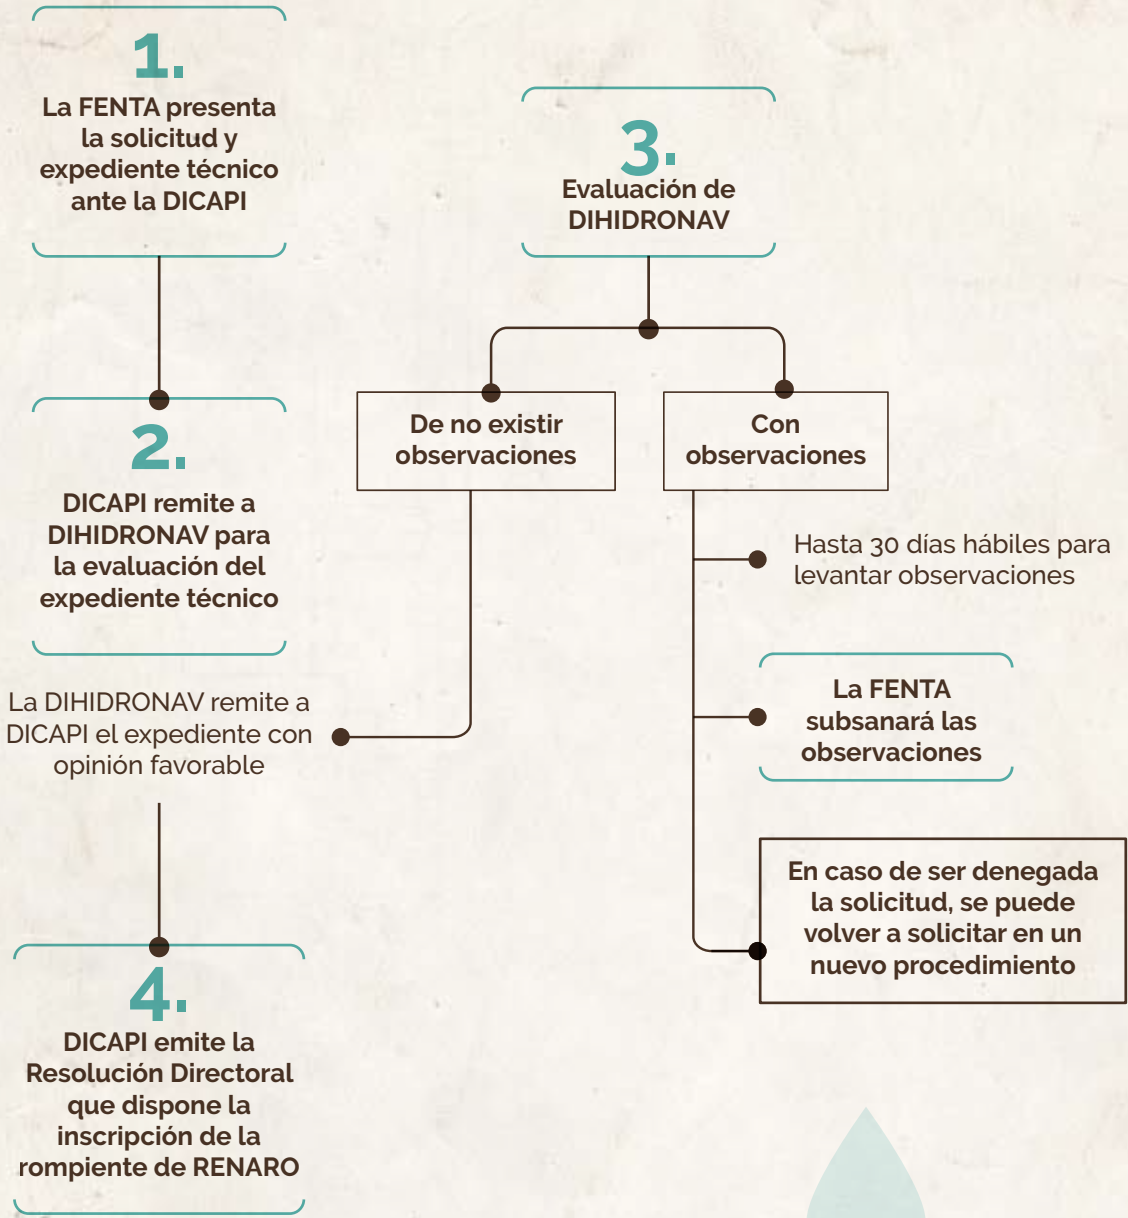 1.
La FENTA presenta
la solicitud y
expediente técnico
ante la DICAPI
2.
DICAPI remite a
DIHIDRONAV para
la evaluación del
expediente técnico
3.
Evaluación de
DIHIDRONAV
De no existir
observaciones
La DIHIDRONAV remite a
DICAPI el expediente con
opinión favorable
Con
observaciones
Hasta 30 días hábiles para
levantar observaciones
La FENTA
subsanará las
observaciones
En caso de ser denegada
la solicitud, se puede
volver a solicitar en un
nuevo procedimiento
4.
DICAPI emite la
Resolución Directoral
que dispone la
inscripción de la
rompiente de RENARO